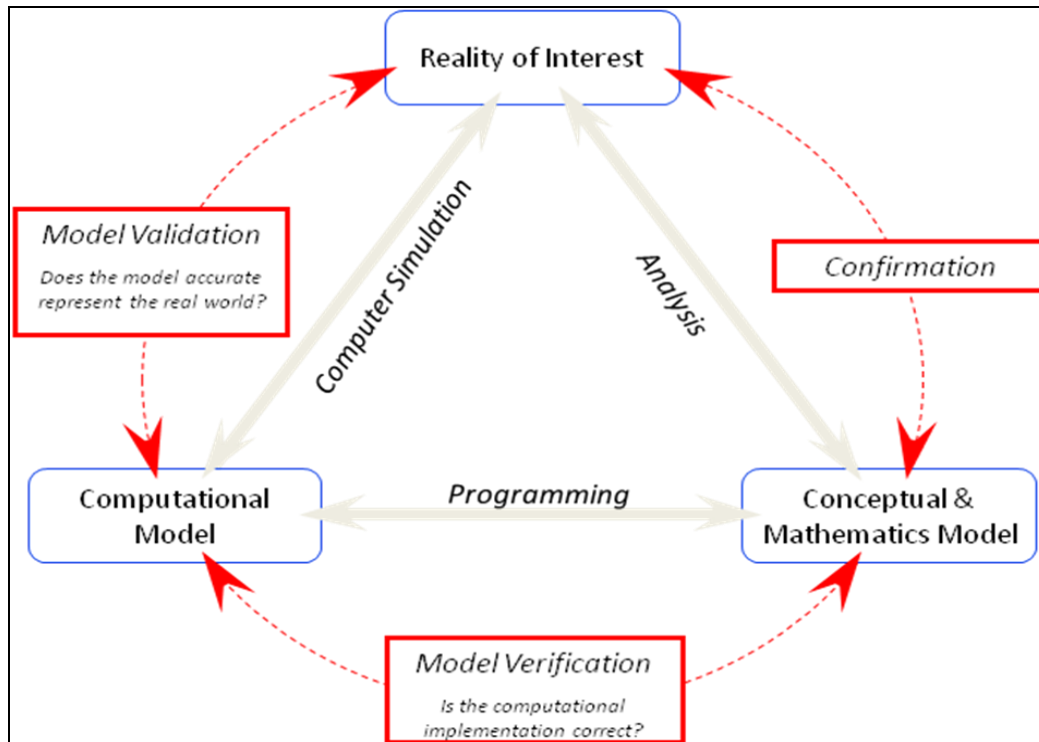 Reality of Interest
Model Validation
Does the model accurate
represent the real world?
Computer Simulation
Analysis
Confirmation
Computational
Model
Programming
Conceptual &
Mathematics Model
Model Verification
Is the computational
implementation correct?